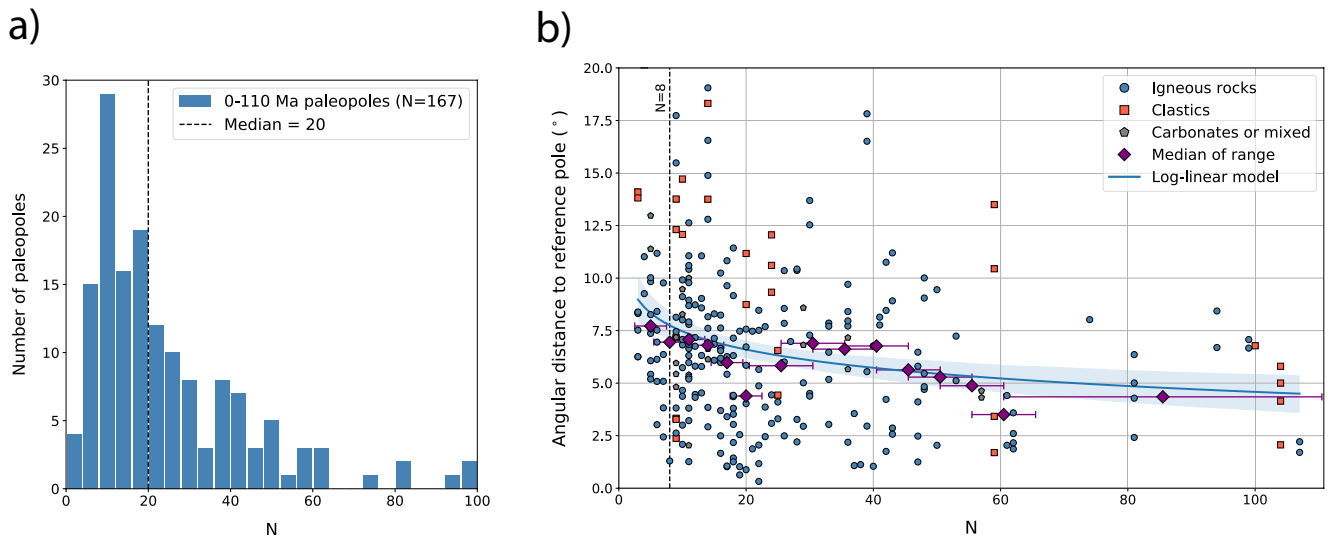 a)
30
25
20
15
10
5
0
Number of paleopoles
0-110 Ma paleopoles (N=167)
Median = 20
0 20 40 60 80 100
N
b)
20.0
17.5
15.0
12.5
10.0
7.5
5.0
2.5
0.0
Angular distance to reference pole (°)
N=8
Igneous rocks
Clastics
Carbonates or mixed
Median of range
Log-linear model
0 20 40 60 80 100
N